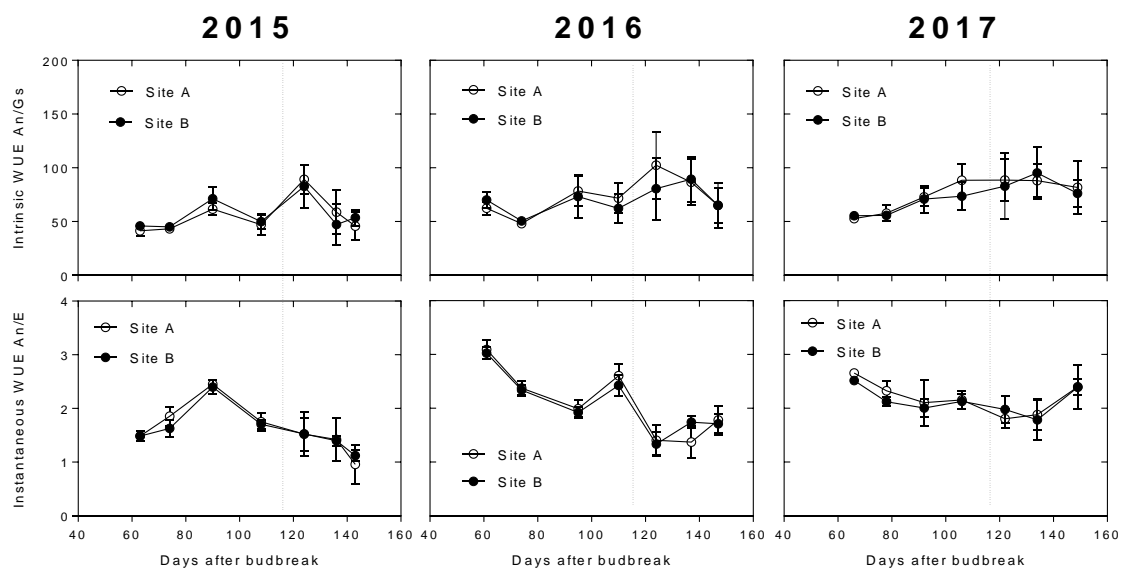 2015 2016 2017
Intrinsic WUE An/Gs
200
150
100
50
0
Site A
Site B
Site A
Site B
Site A
Site B
Instantaneous WUE An/E
4
3
2
1
0
Site A
Site B
Site A
Site B
Site A
Site B
40 60 80 100 120 140 160 40 60 80 100 120 140 160 40 60 80 100 120 140 160
Days after budbreak Days after budbreak Days after budbreak